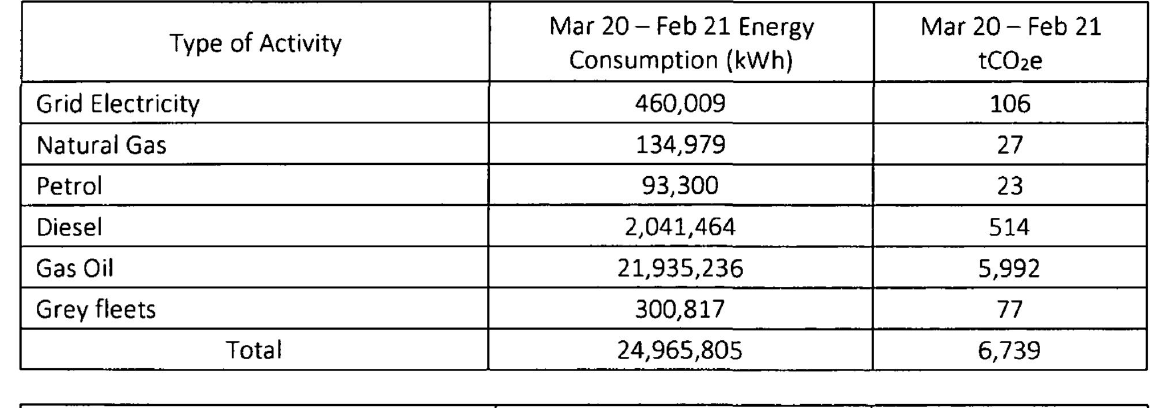 Type of Activity
Mar 20 – Feb 21 Energy
Consumption (kWh)
Mar 20 – Feb 21
tCO₂e
Grid Electricity 460,009 106
Natural Gas 134,979 27
Petrol 93,300 23
Diesel 2,041,464 514
Gas Oil 21,935,236 5,992
Grey fleets 300,817 77
Total 24,965,805 6,739